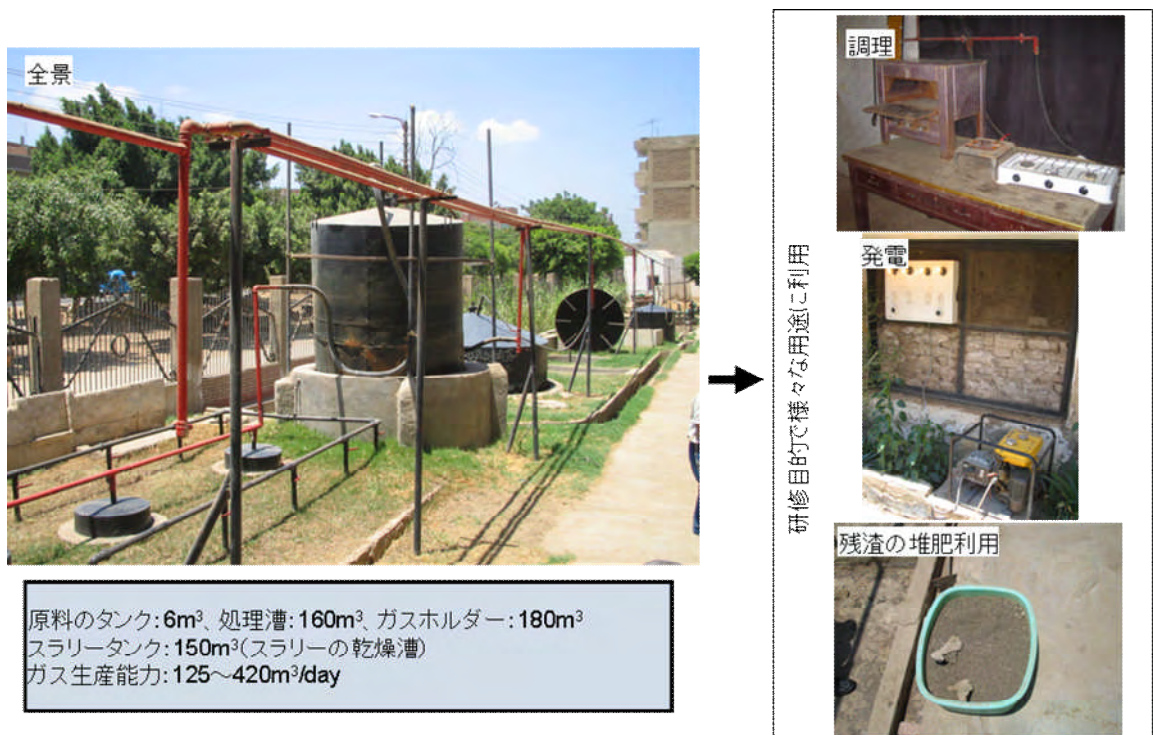 全景
原料のタンク:6m³、処理漕:160m³、ガスホルダー:180m³
スラリータンク:150m³(スラリーの乾燥漕)
ガス生産能力:125～420m³/day
研修目的で様々な用途に利用
調理
発電
残渣の堆肥利用